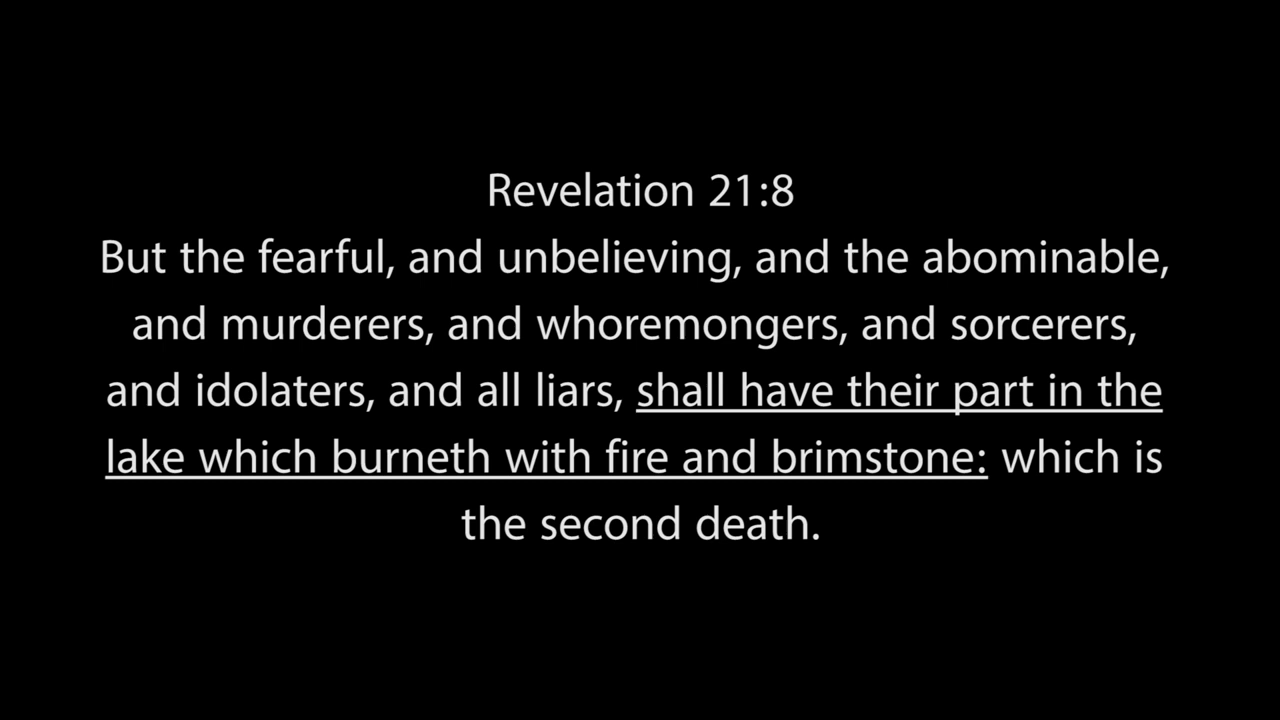 Revelation 21:8
But the fearful, and unbelieving, and the abominable,
and murderers, and whoremongers, and sorcerers,
and idolaters, and all liars, shall have their part in the
lake which burneth with fire and brimstone: which is
the second death.